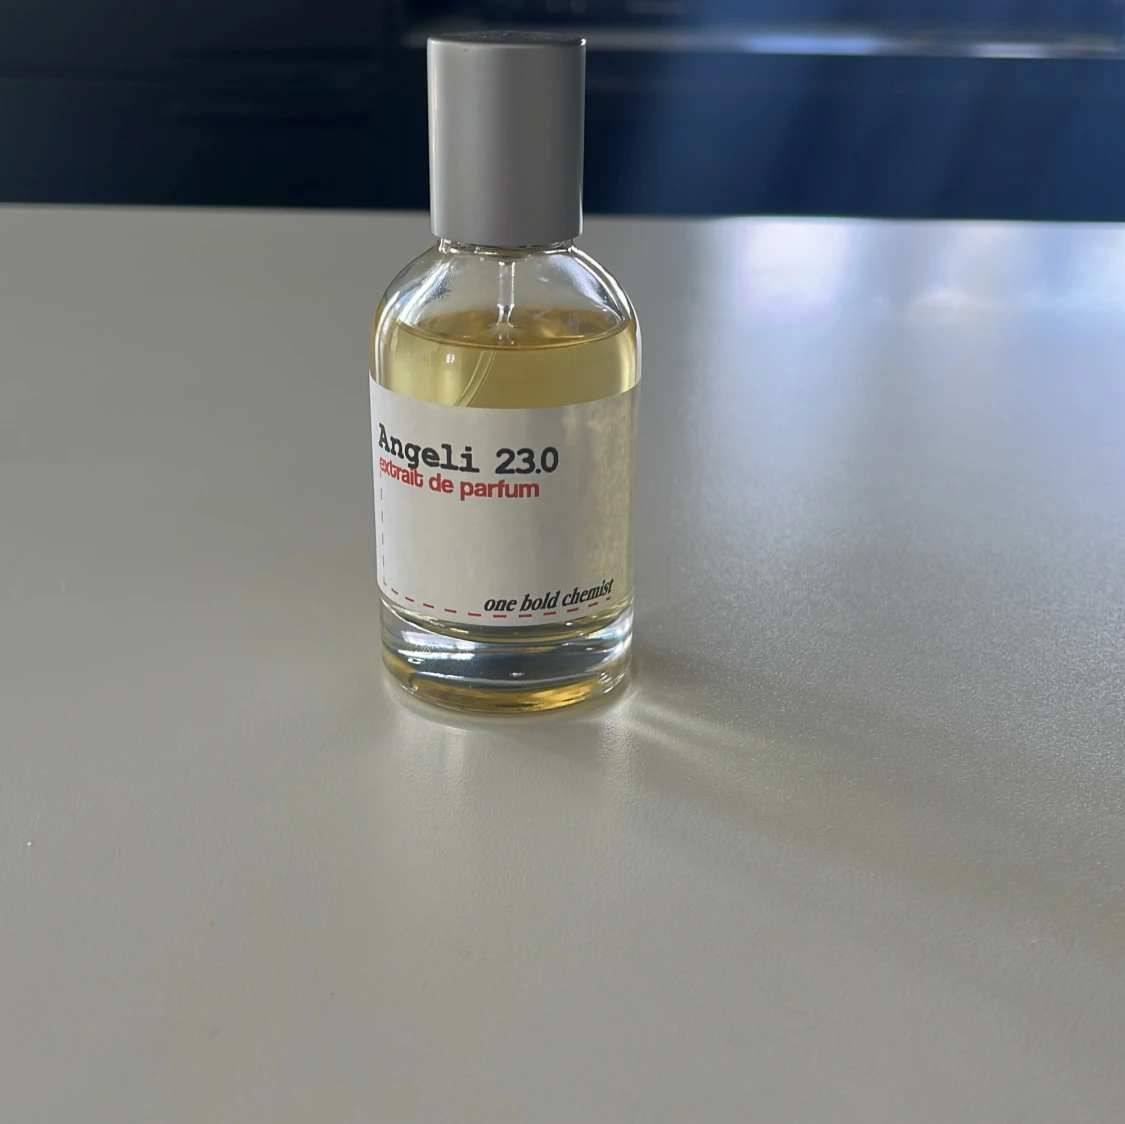 Angeli 23.0
extrait de parfum
one bold chemist